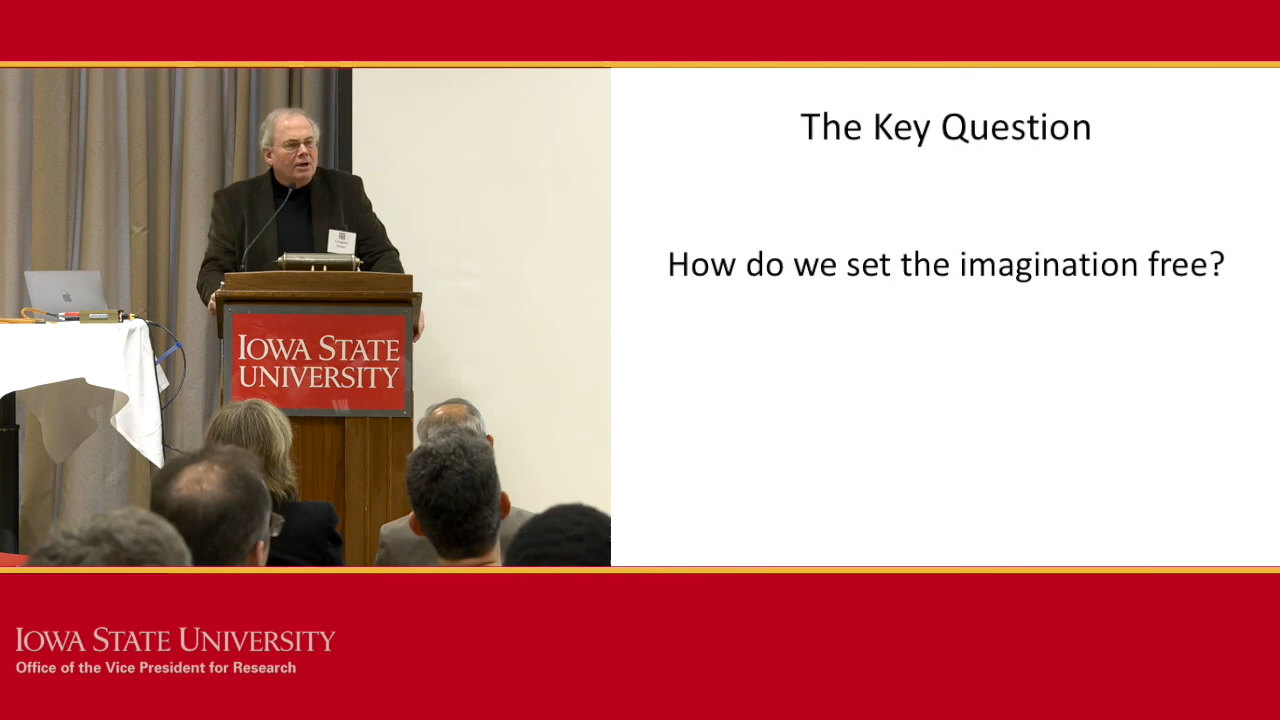 The Key Question
How do we set the imagination free?
IOWA STATE
UNIVERSITY
IOWA STATE UNIVERSITY
Office of the Vice President for Research